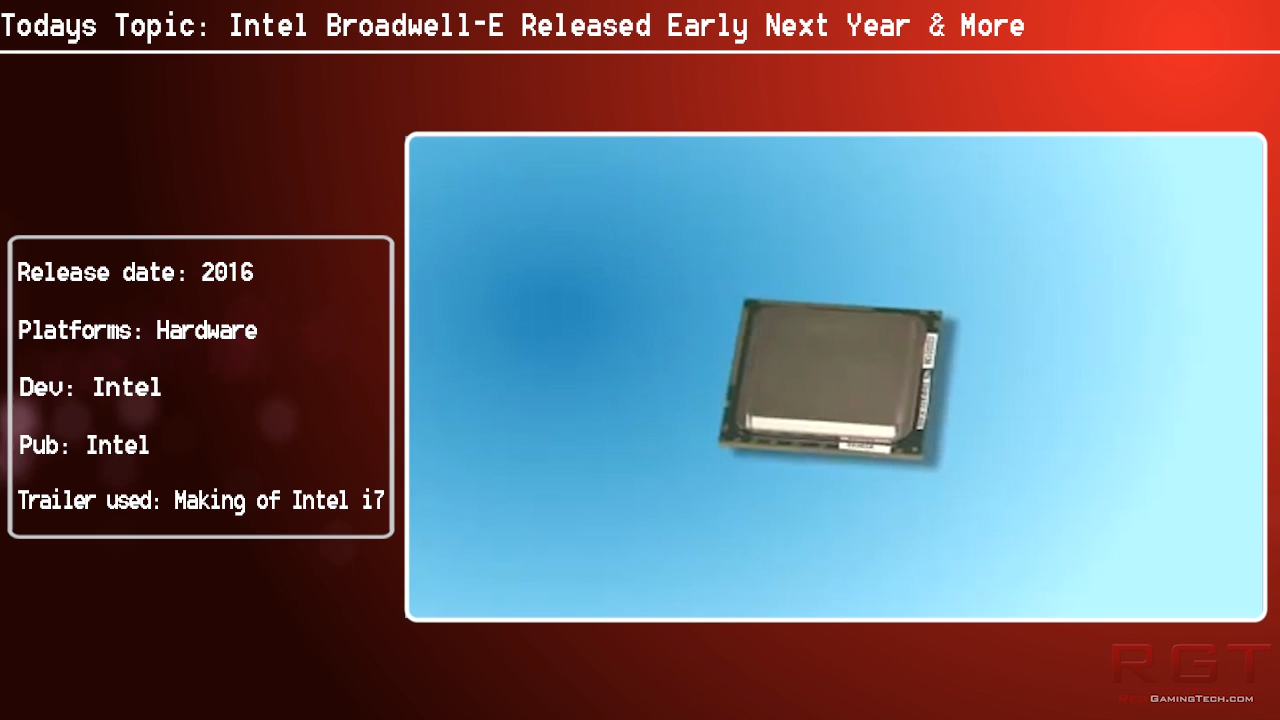 Todays Topic: Intel Broadwell-E Released Early Next Year & More
Release date: 2016
Platforms: Hardware
Dev: Intel
Pub: Intel
Trailer used: Making of Intel i7
RGT
RedGamingTech.com